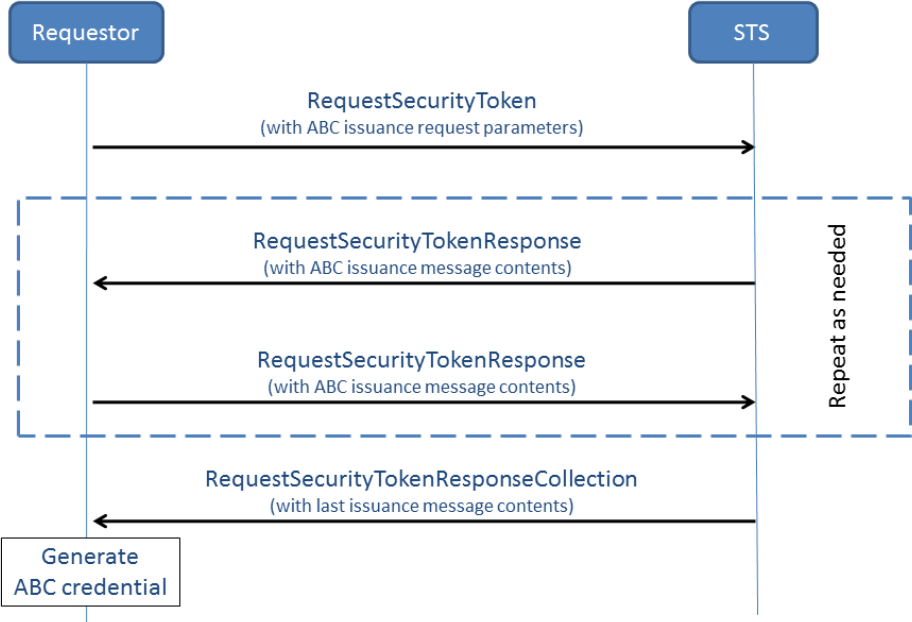 Requestor
STS
RequestSecurityToken
(with ABC issuance request parameters)
RequestSecurityTokenResponse
(with ABC issuance message contents)
Repeat as needed
RequestSecurityTokenResponse
(with ABC issuance message contents)
RequestSecurityTokenResponseCollection
(with last issuance message contents)
Generate
ABC credential